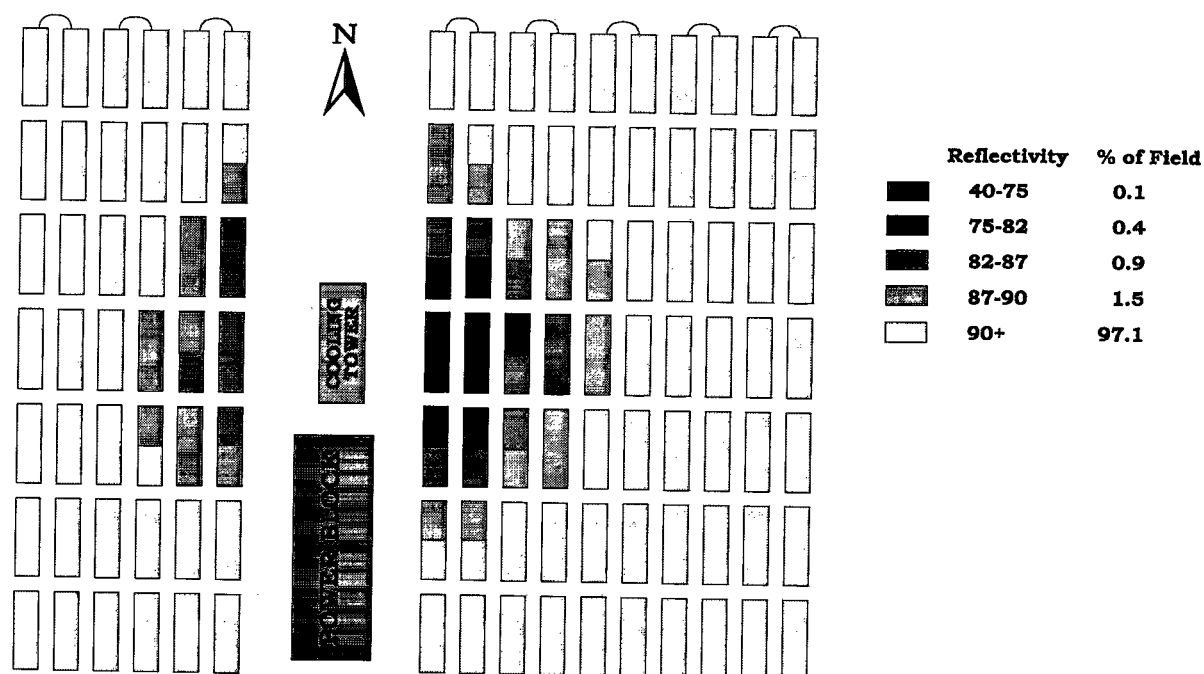 N
COOLING
TOWER
POWER BLOCK
Reflectivity % of Field
40-75 0.1
75-82 0.4
82-87 0.9
87-90 1.5
90+ 97.1